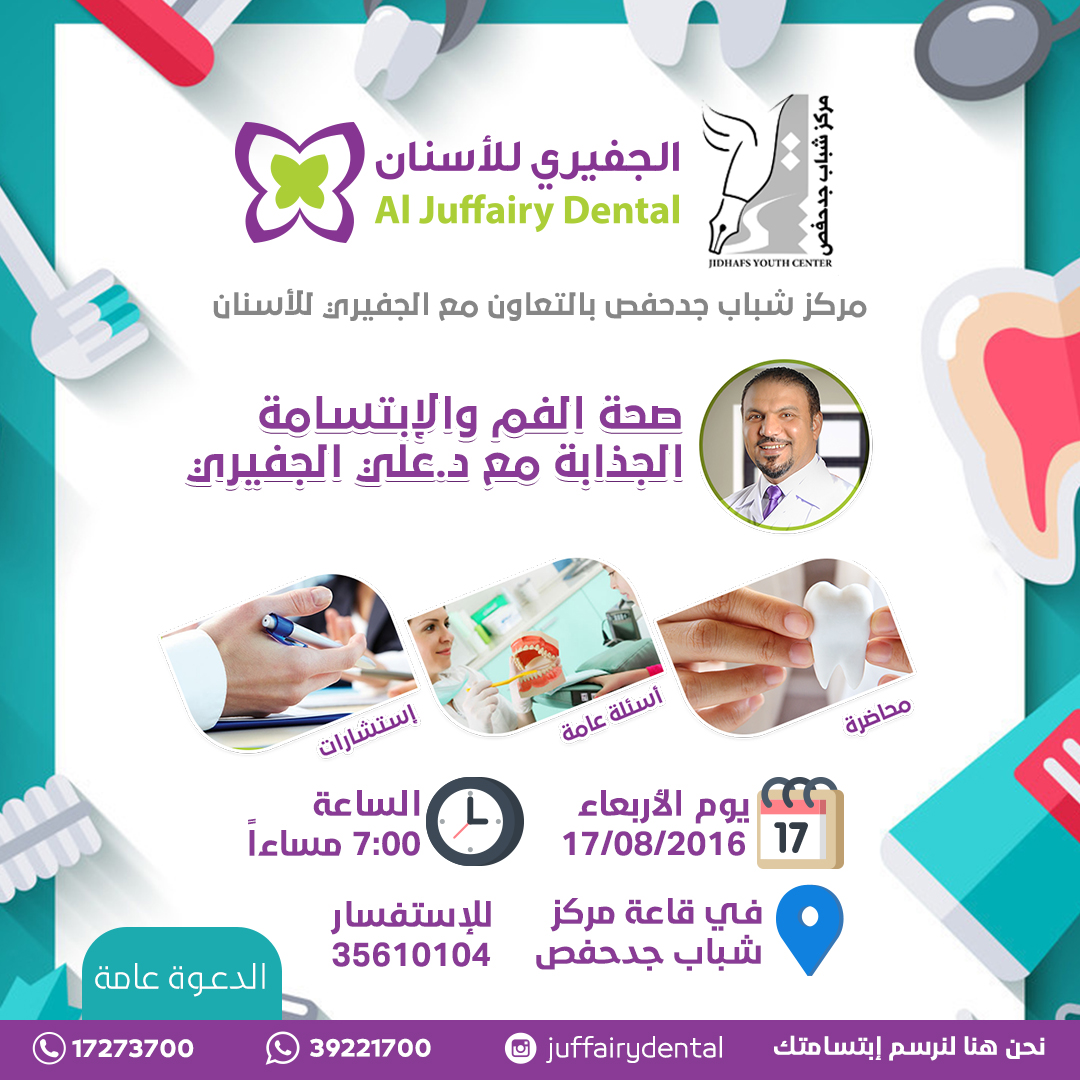 الجفيري للأسنان
Al Juffairy Dental
مركز شباب جدحفص
JIDHAFS YOUTH CENTER
مركز شباب جدحفص بالتعاون مع الجفيري للأسنان
صحة الفم والإبتسامة
الجذابة مع د.علي الجفيري
محاضرة
أسئلة عامة
إستشارات
17
يوم الأربعاء
17/08/2016
الساعة
7:00 مساءاً
في قاعة مركز
شباب جدحفص
للإستفسار
35610104
الدعوة عامة
نحن هنا لنرسم إبتسامتك
juffairydental
39221700
17273700